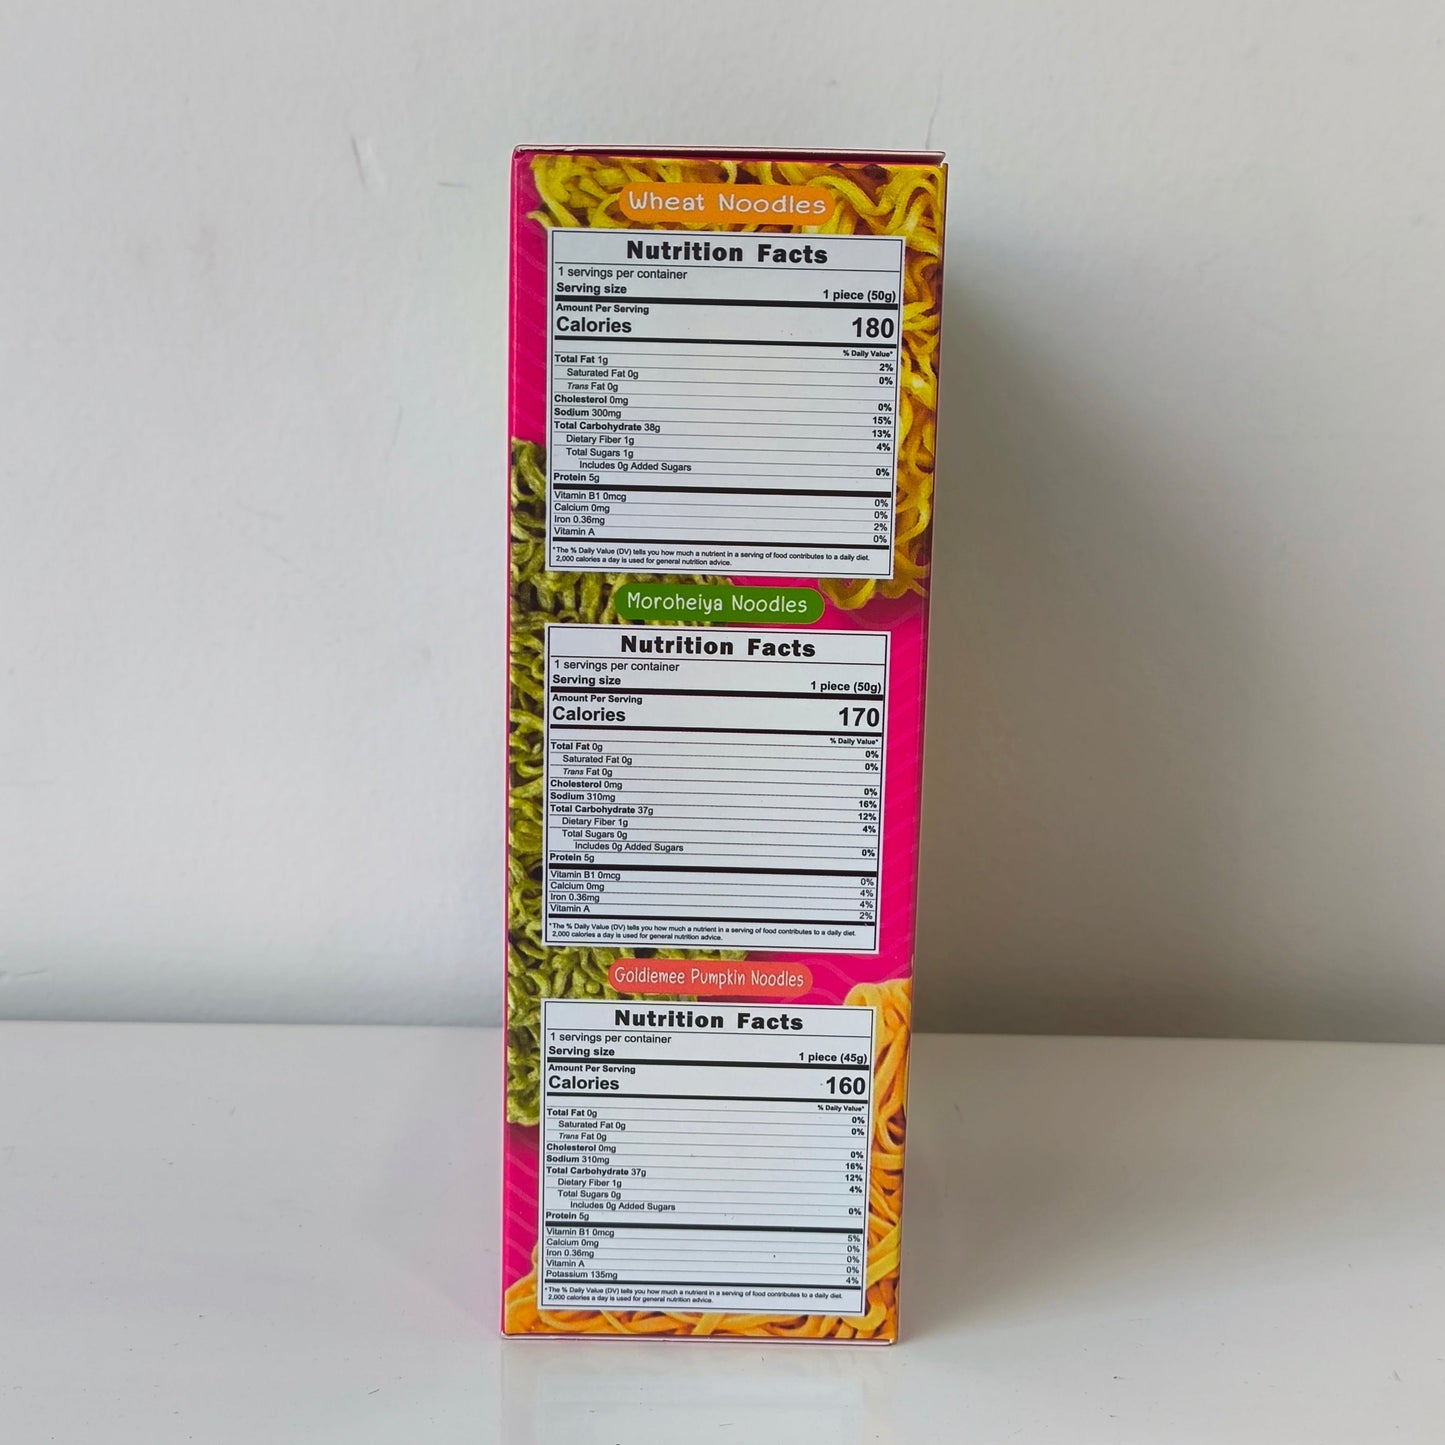 Wheat Noodles
Nutrition Facts
1 servings per container
Serving size 1 piece (50g)
Amount Per Serving
Calories 180
% Daily Value*
Total Fat 1g 2%
Saturated Fat 0g 0%
Trans Fat 0g
Cholesterol 0mg 0%
Sodium 300mg 15%
Total Carbohydrate 38g 13%
Dietary Fiber 1g 4%
Total Sugars 1g
Includes 0g Added Sugars 0%
Protein 5g
Vitamin B1 0mcg 0%
Calcium 0mg 0%
Iron 0.36mg 2%
Vitamin A 0%
*The % Daily Value (DV) tells you how much a nutrient in a serving of food contributes to a daily diet.
2,000 calories a day is used for general nutrition advice.
Moroheiya Noodles
Nutrition Facts
1 servings per container
Serving size 1 piece (50g)
Amount Per Serving
Calories 170
% Daily Value*
Total Fat 0g 0%
Saturated Fat 0g 0%
Trans Fat 0g
Cholesterol 0mg 0%
Sodium 310mg 16%
Total Carbohydrate 37g 12%
Dietary Fiber 1g 4%
Total Sugars 0g
Includes 0g Added Sugars 0%
Protein 5g
Vitamin B1 0mcg 0%
Calcium 0mg 4%
Iron 0.36mg 4%
Vitamin A 2%
*The % Daily Value (DV) tells you how much a nutrient in a serving of food contributes to a daily diet.
2,000 calories a day is used for general nutrition advice.
Goldiemee Pumpkin Noodles
Nutrition Facts
1 servings per container
Serving size 1 piece (45g)
Amount Per Serving
Calories 160
% Daily Value*
Total Fat 0g 0%
Saturated Fat 0g 0%
Trans Fat 0g
Cholesterol 0mg 0%
Sodium 310mg 16%
Total Carbohydrate 37g 12%
Dietary Fiber 1g 4%
Total Sugars 0g
Includes 0g Added Sugars 0%
Protein 5g
Vitamin B1 0mcg 5%
Calcium 0mg 0%
Iron 0.36mg 0%
Vitamin A 0%
Potassium 135mg 4%
*The % Daily Value (DV) tells you how much a nutrient in a serving of food contributes to a daily diet.
2,000 calories a day is used for general nutrition advice.